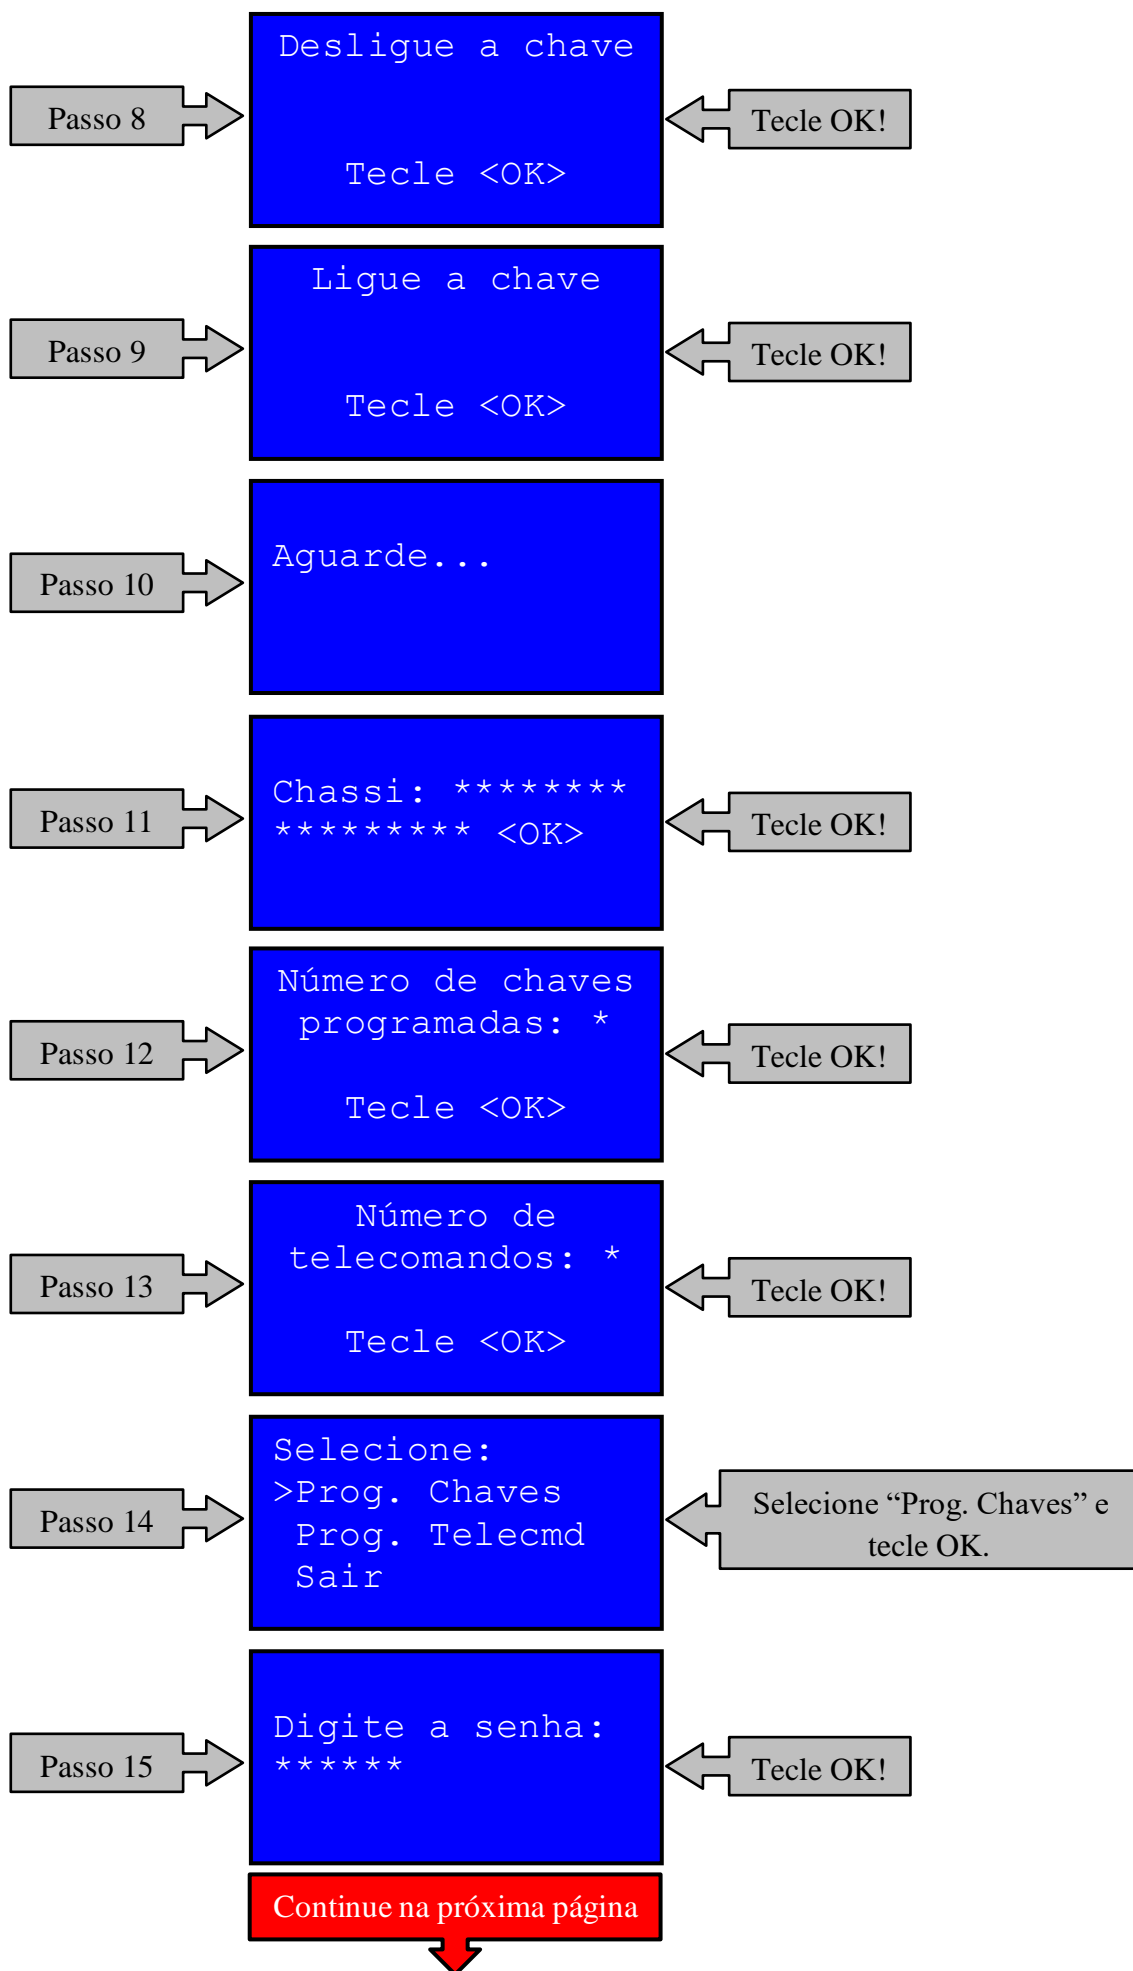 Desligue a chave
Passo 8
Tecle OK!
Tecle <OK>
Ligue a chave
Passo 9
Tecle OK!
Tecle <OK>
Aguarde...
Passo 10
Chassi: ********
Passo 11
Tecle OK!
********* <OK>
Número de chaves
programadas: *
Passo 12
Tecle OK!
Tecle <OK>
Número de
telecomandos: *
Passo 13
Tecle OK!
Tecle <OK>
Selecione:
>Prog. Chaves
Prog. Telecmd
Sair
Passo 14
Selecione “Prog. Chaves” e
tecle OK.
Digite a senha:
******
Passo 15
Tecle OK!
Continue na próxima página